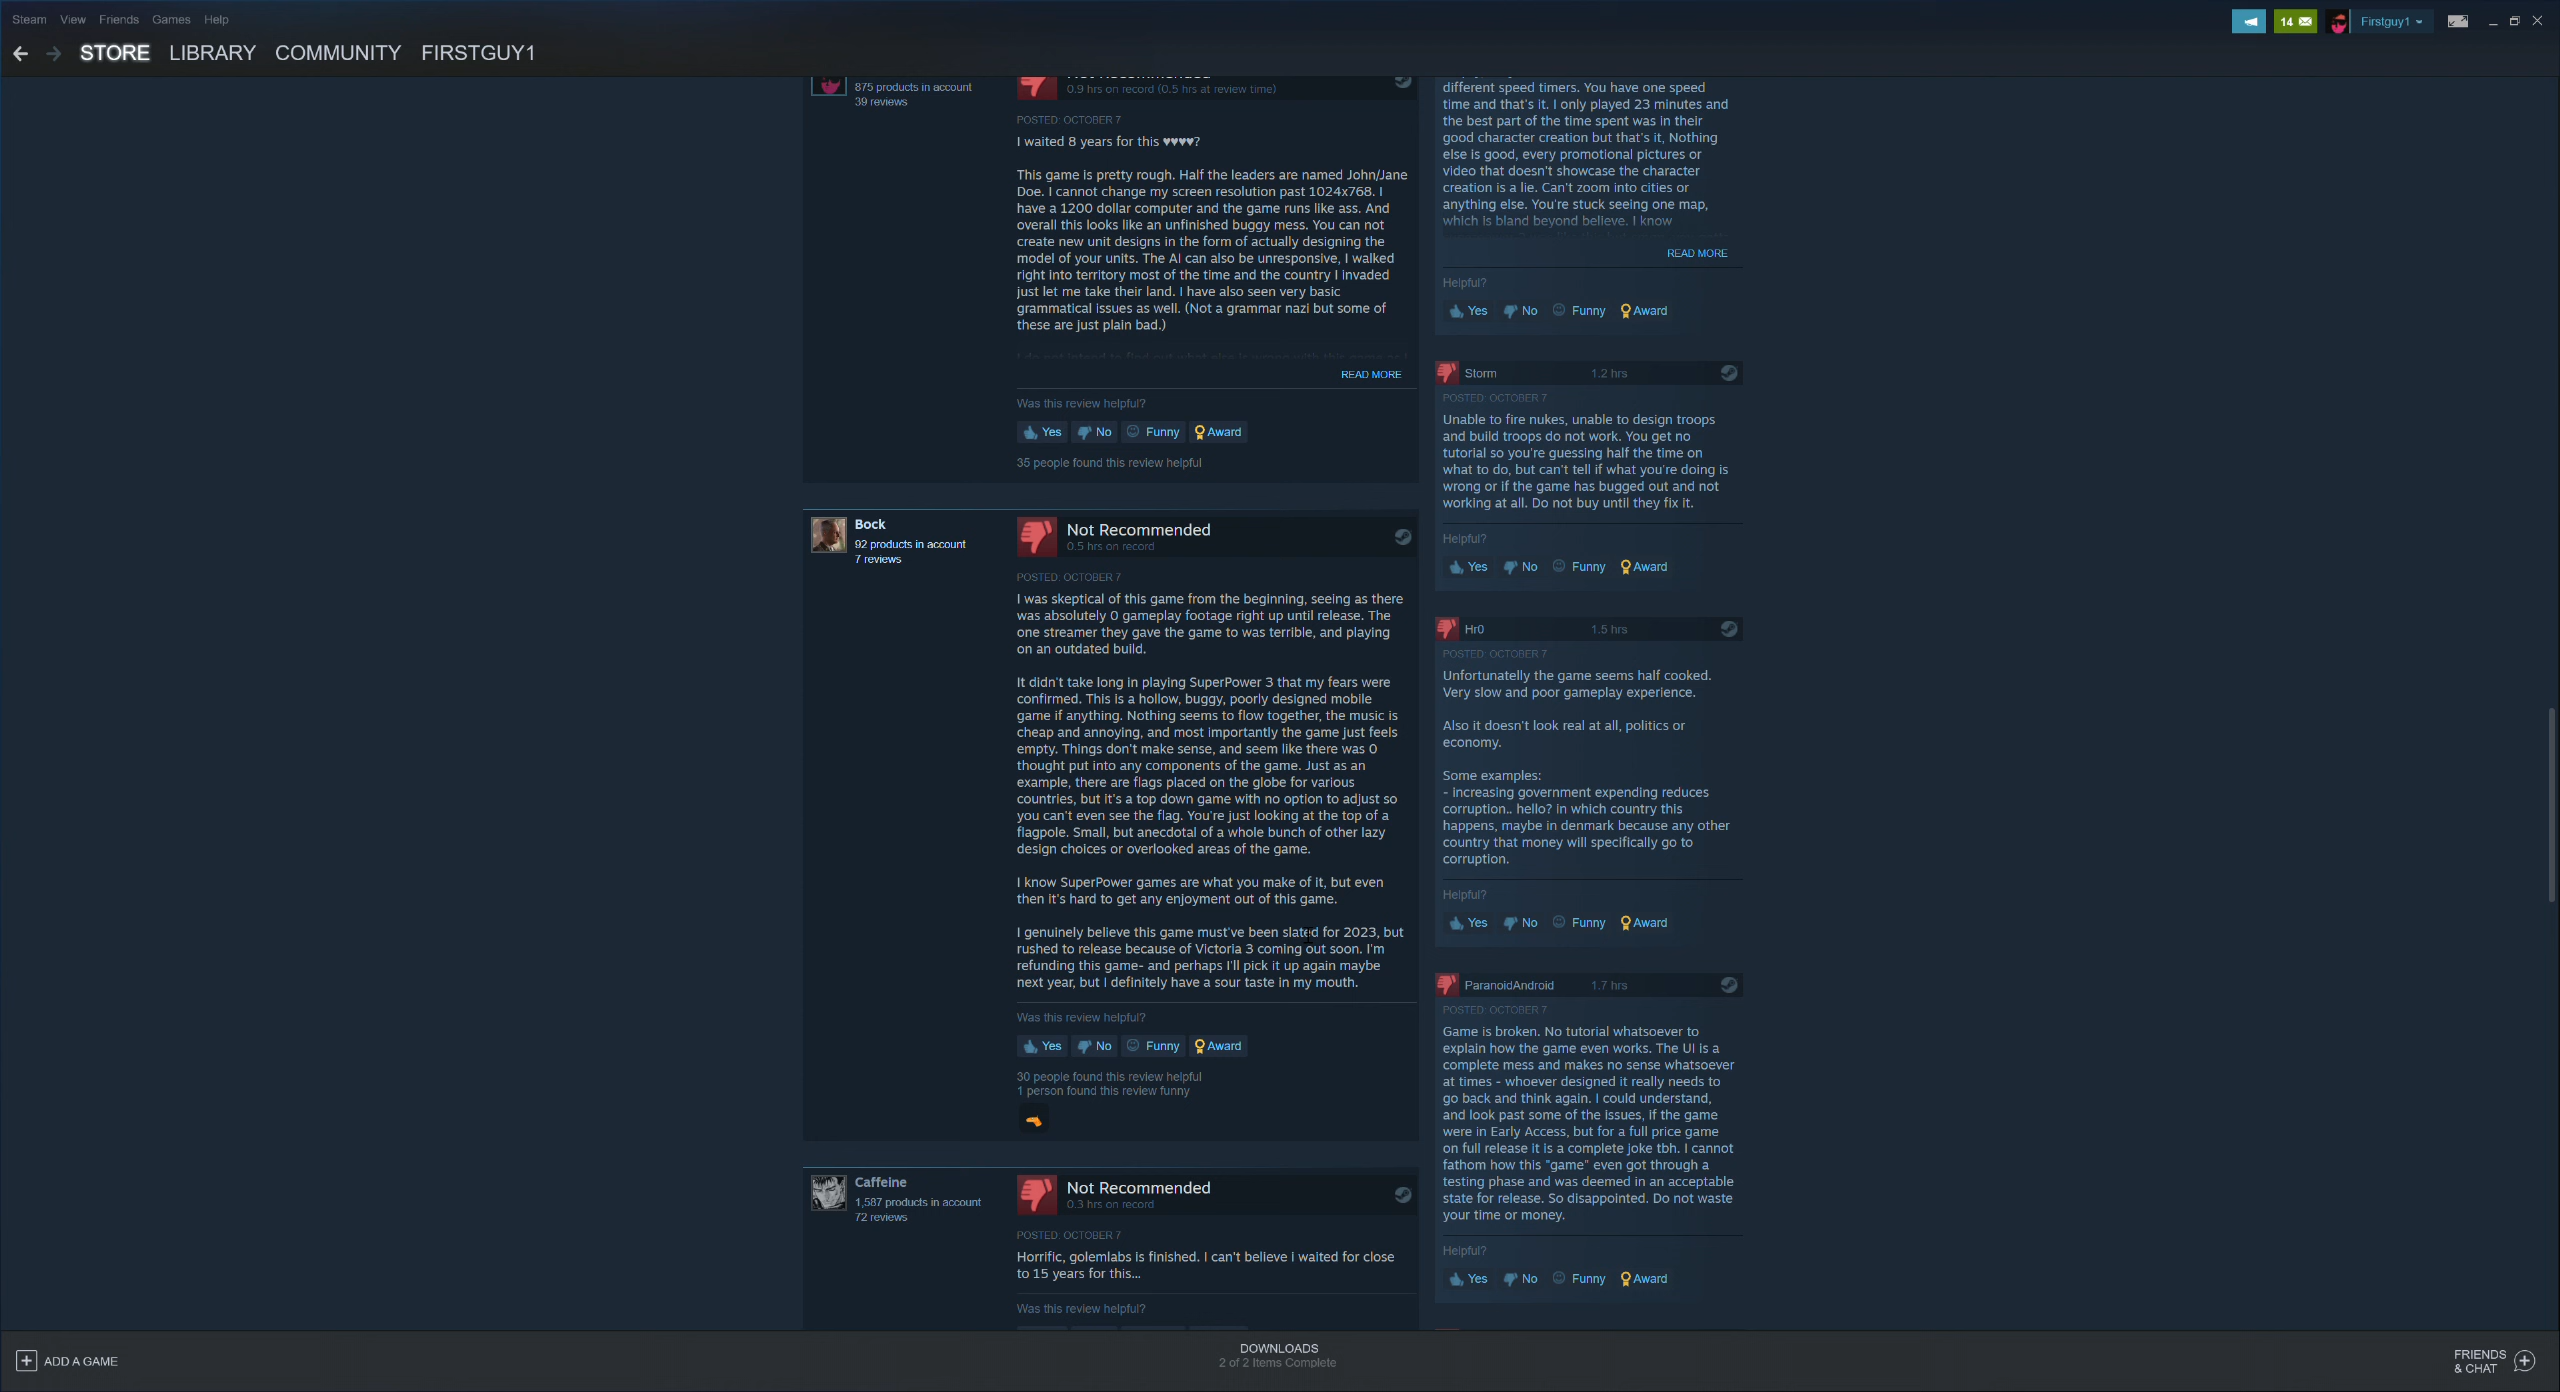 Steam View Friends Games Help
14 Firstguy1
STORE LIBRARY COMMUNITY FIRSTGUY1
875 products in account
39 reviews
Not Recommended
0.9 hrs on record (0.5 hrs at review time)
POSTED: OCTOBER 7
I waited 8 years for this ♥♥♥♥?
This game is pretty rough. Half the leaders are named John/Jane
Doe. I cannot change my screen resolution past 1024x768. I
have a 1200 dollar computer and the game runs like ass. And
overall this looks like an unfinished buggy mess. You can not
create new unit designs in the form of actually designing the
model of your units. The AI can also be unresponsive, I walked
right into territory most of the time and the country I invaded
just let me take their land. I have also seen very basic
grammatical issues as well. (Not a grammar nazi but some of
these are just plain bad.)
I do not intend to find out what else is wrong with this game or I
READ MORE
Was this review helpful?
Yes No Funny Award
35 people found this review helpful
Bock
92 products in account
7 reviews
Not Recommended
0.5 hrs on record
POSTED: OCTOBER 7
I was skeptical of this game from the beginning, seeing as there
was absolutely 0 gameplay footage right up until release. The
one streamer they gave the game to was terrible, and playing
on an outdated build.
It didn't take long in playing SuperPower 3 that my fears were
confirmed. This is a hollow, buggy, poorly designed mobile
game if anything. Nothing seems to flow together, the music is
cheap and annoying, and most importantly the game just feels
empty. Things don't make sense, and seem like there was 0
thought put into any components of the game. Just as an
example, there are flags placed on the globe for various
countries, but it's a top down game with no option to adjust so
you can't even see the flag. You're just looking at the top of a
flagpole. Small, but anecdotal of a whole bunch of other lazy
design choices or overlooked areas of the game.
I know SuperPower games are what you make of it, but even
then it's hard to get any enjoyment out of this game.
I genuinely believe this game must've been slated for 2023, but
rushed to release because of Victoria 3 coming out soon. I'm
refunding this game- and perhaps I'll pick it up again maybe
next year, but I definitely have a sour taste in my mouth.
Was this review helpful?
Yes No Funny Award
30 people found this review helpful
1 person found this review funny
Caffeine
1,587 products in account
72 reviews
Not Recommended
0.3 hrs on record
POSTED: OCTOBER 7
Horrific, golemlabs is finished. I can't believe i waited for close
to 15 years for this...
Was this review helpful?
different speed timers. You have one speed
time and that's it. I only played 23 minutes and
the best part of the time spent was in their
good character creation but that's it, Nothing
else is good, every promotional pictures or
video that doesn't showcase the character
creation is a lie. Can't zoom into cities or
anything else. You're stuck seeing one map,
which is bland beyond believe. I know
READ MORE
Helpful?
Yes No Funny Award
Storm 1.2 hrs
POSTED: OCTOBER 7
Unable to fire nukes, unable to design troops
and build troops do not work. You get no
tutorial so you're guessing half the time on
what to do, but can't tell if what you're doing is
wrong or if the game has bugged out and not
working at all. Do not buy until they fix it.
Helpful?
Yes No Funny Award
Hr0 1.5 hrs
POSTED: OCTOBER 7
Unfortunatelly the game seems half cooked.
Very slow and poor gameplay experience.
Also it doesn't look real at all, politics or
economy.
Some examples:
- increasing government expending reduces
corruption.. hello? in which country this
happens, maybe in denmark because any other
country that money will specifically go to
corruption.
Helpful?
Yes No Funny Award
ParanoidAndroid 1.7 hrs
POSTED: OCTOBER 7
Game is broken. No tutorial whatsoever to
explain how the game even works. The UI is a
complete mess and makes no sense whatsoever
at times - whoever designed it really needs to
go back and think again. I could understand,
and look past some of the issues, if the game
were in Early Access, but for a full price game
on full release it is a complete joke tbh. I cannot
fathom how this "game" even got through a
testing phase and was deemed in an acceptable
state for release. So disappointed. Do not waste
your time or money.
Helpful?
Yes No Funny Award
ADD A GAME
DOWNLOADS
2 of 2 Items Complete
FRIENDS
& CHAT